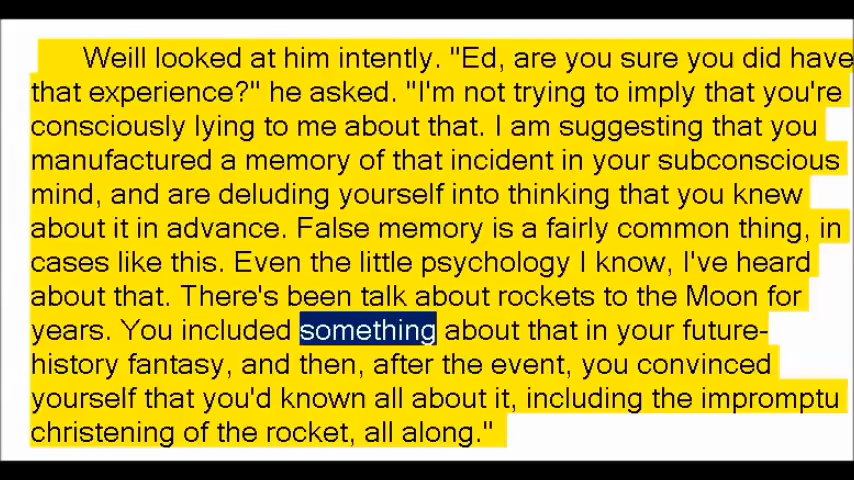 Weill looked at him intently. "Ed, are you sure you did have
that experience?" he asked. "I'm not trying to imply that you're
consciously lying to me about that. I am suggesting that you
manufactured a memory of that incident in your subconscious
mind, and are deluding yourself into thinking that you knew
about it in advance. False memory is a fairly common thing, in
cases like this. Even the little psychology I know, I've heard
about that. There's been talk about rockets to the Moon for
years. You included something about that in your future-
history fantasy, and then, after the event, you convinced
yourself that you'd known all about it, including the impromptu
christening of the rocket, all along."